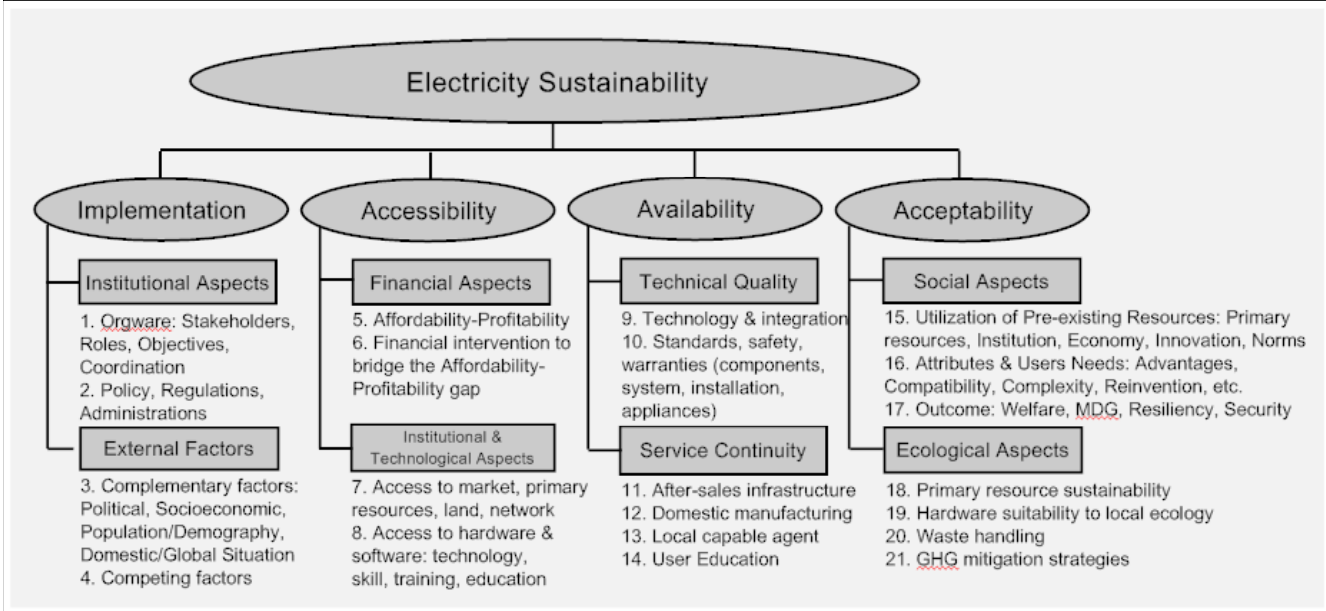 Electricity Sustainability
Implementation
Accessibility
Availability
Acceptability
Institutional Aspects
1. Orgware: Stakeholders,
Roles, Objectives,
Coordination
2. Policy, Regulations,
Administrations
External Factors
3. Complementary factors:
Political, Socioeconomic,
Population/Demography,
Domestic/Global Situation
4. Competing factors
Financial Aspects
5. Affordability-Profitability
6. Financial intervention to
bridge the Affordability-
Profitability gap
Institutional &
Technological Aspects
7. Access to market, primary
resources, land, network
8. Access to hardware &
software: technology,
skill, training, education
Technical Quality
9. Technology & integration
10. Standards, safety,
warranties (components,
system, installation,
appliances)
Service Continuity
11. After-sales infrastructure
12. Domestic manufacturing
13. Local capable agent
14. User Education
Social Aspects
15. Utilization of Pre-existing Resources: Primary
resources, Institution, Economy, Innovation, Norms
16. Attributes & Users Needs: Advantages,
Compatibility, Complexity, Reinvention, etc.
17. Outcome: Welfare, MDG, Resiliency, Security
Ecological Aspects
18. Primary resource sustainability
19. Hardware suitability to local ecology
20. Waste handling
21. GHG mitigation strategies